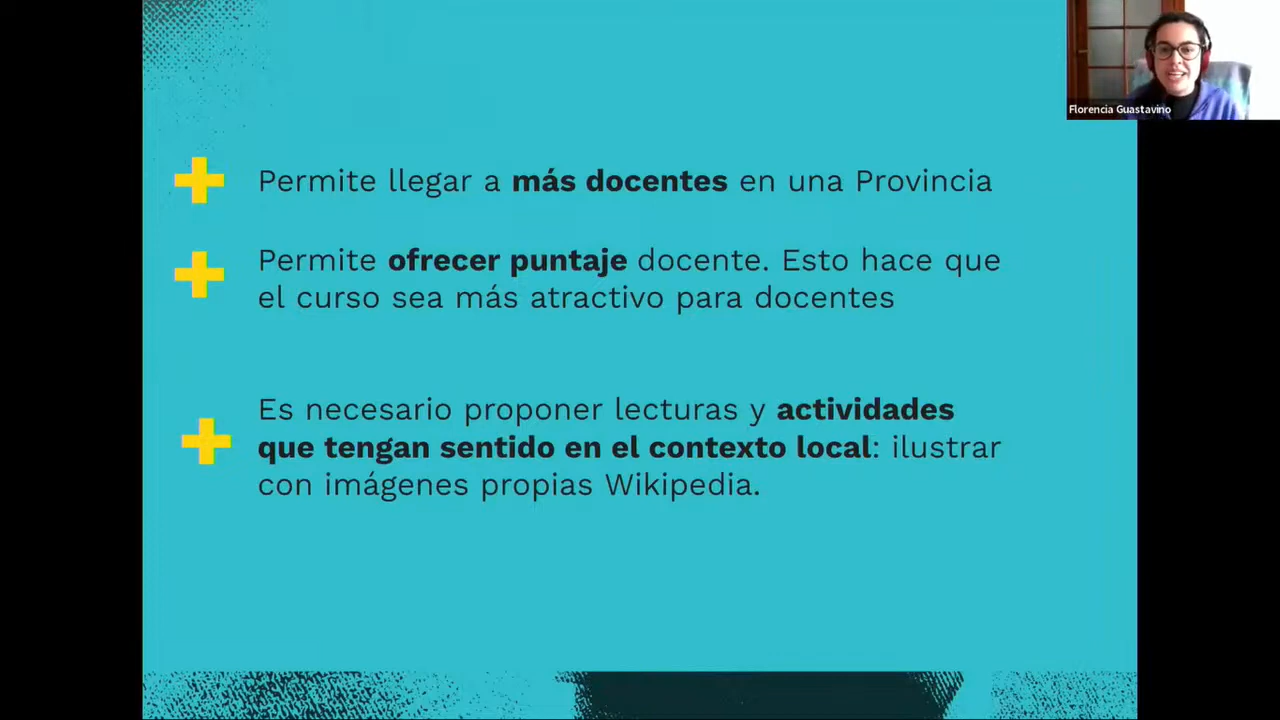 Florencia Guastavino
Permite llegar a más docentes en una Provincia
Permite ofrecer puntaje docente. Esto hace que
el curso sea más atractivo para docentes
Es necesario proponer lecturas y actividades
que tengan sentido en el contexto local: ilustrar
con imágenes propias Wikipedia.